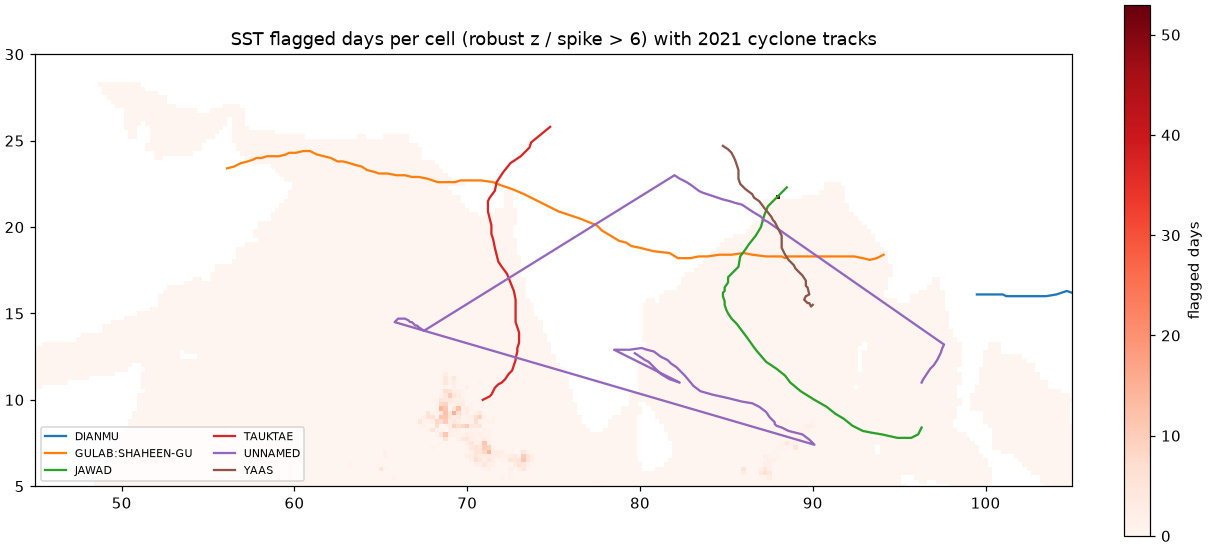 SST flagged days per cell (robust z / spike > 6) with 2021 cyclone tracks
30
25
20
15
10
5
50
60
70
80
90
100
DIANMU
GULAB:SHAHEEN-GU
JAWAD
TAUKTAE
UNNAMED
YAAS
50
40
30
20
10
0
flagged days